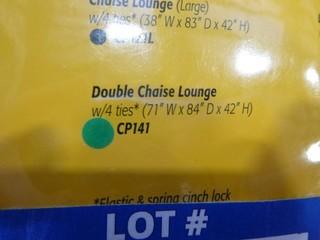 Chaise Lounge (Large)
w/4 ties* (38" W x 83" D x 42" H)
Double Chaise Lounge
w/4 ties* (71" W x 84" D x 42" H)
CP141
*Elastic & spring cinch lock
LOT #